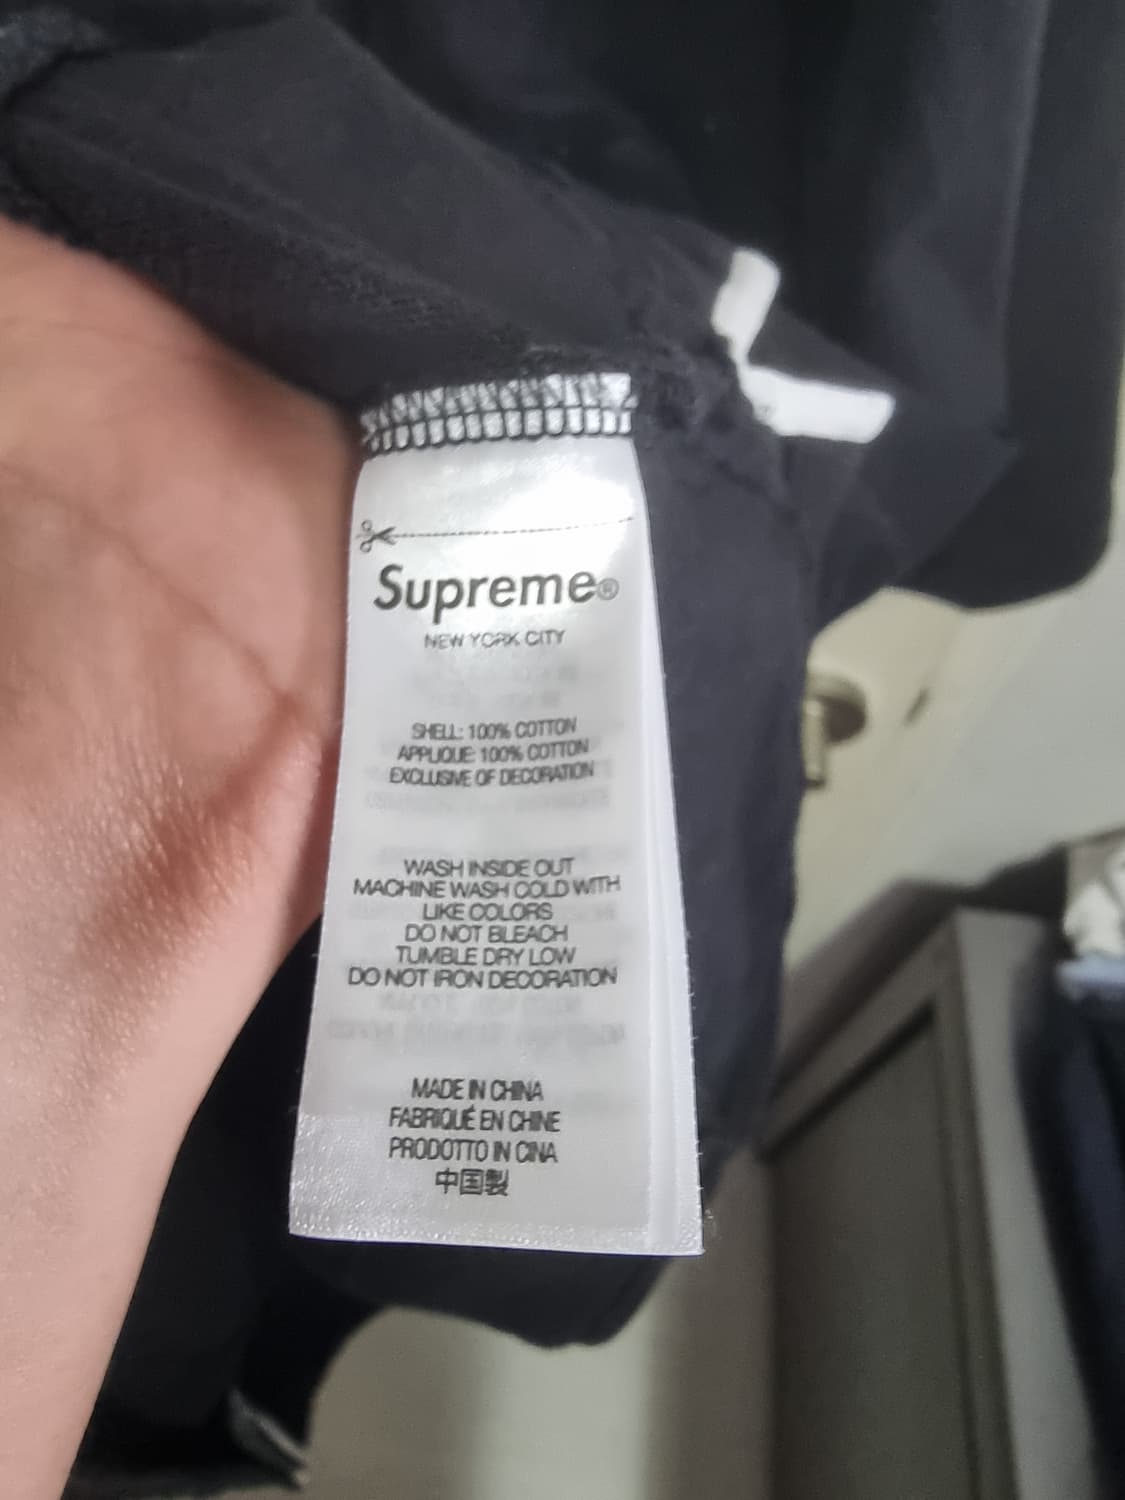 Supreme®
NEW YORK CITY
SHELL: 100% COTTON
APPLIQUE: 100% COTTON
EXCLUSIVE OF DECORATION
WASH INSIDE OUT
MACHINE WASH COLD WITH
LIKE COLORS
DO NOT BLEACH
TUMBLE DRY LOW
DO NOT IRON DECORATION
MADE IN CHINA
FABRIQUÉ EN CHINE
PRODOTTO IN CINA
中国製